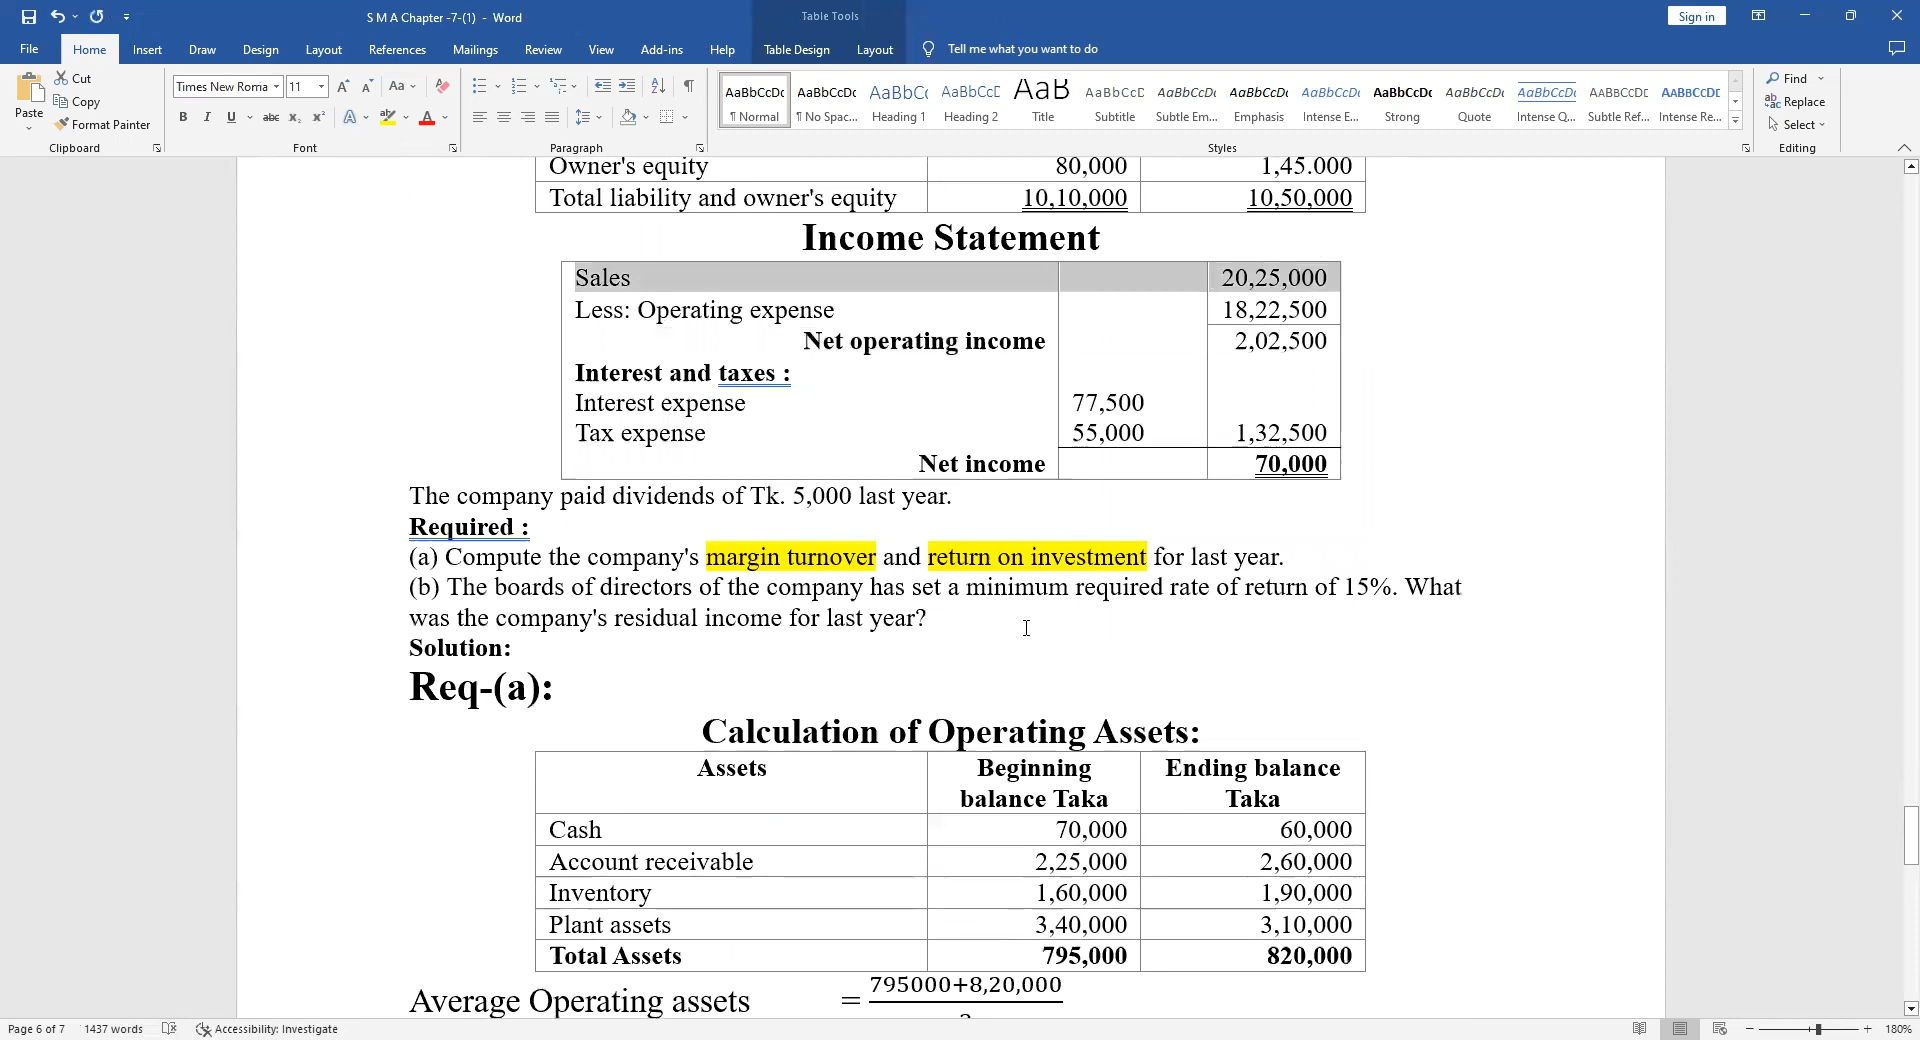 S M A Chapter -7-(1) - Word
Table Tools
Sign in
File Home Insert Draw Design Layout References Mailings Review View Add-ins Help Table Design Layout Tell me what you want to do
Paste
Cut
Copy
Format Painter
Clipboard
Times New Roma 11
Font
Paragraph
AaBbCcDc AaBbCcDc AaBbC AaBbCcD AaB AaBbCcD AaBbCcDc AaBbCcDc AaBbCcDc AaBbCcDc AaBbCcDc AaBbCcDc AaBbCcDc AaBbCcDc
¶ Normal ¶ No Spac... Heading 1 Heading 2 Title Subtitle Subtle Em... Emphasis Intense E... Strong Quote Intense Q... Subtle Ref... Intense Re...
Styles
Find
Replace
Select
Editing
Owner's equity 80,000 1,45.000
Total liability and owner's equity 10,10,000 10,50,000
Income Statement
Sales 20,25,000
Less: Operating expense 18,22,500
Net operating income 2,02,500
Interest and taxes :
Interest expense 77,500
Tax expense 55,000 1,32,500
Net income 70,000
The company paid dividends of Tk. 5,000 last year.
Required :
(a) Compute the company's margin turnover and return on investment for last year.
(b) The boards of directors of the company has set a minimum required rate of return of 15%. What
was the company's residual income for last year?
Solution:
Req-(a):
Calculation of Operating Assets:
Assets Beginning balance Taka Ending balance Taka
Cash 70,000 60,000
Account receivable 2,25,000 2,60,000
Inventory 1,60,000 1,90,000
Plant assets 3,40,000 3,10,000
Total Assets 795,000 820,000
Average Operating assets = 795000+8,20,000
Page 6 of 7 1437 words Accessibility: Investigate 180%